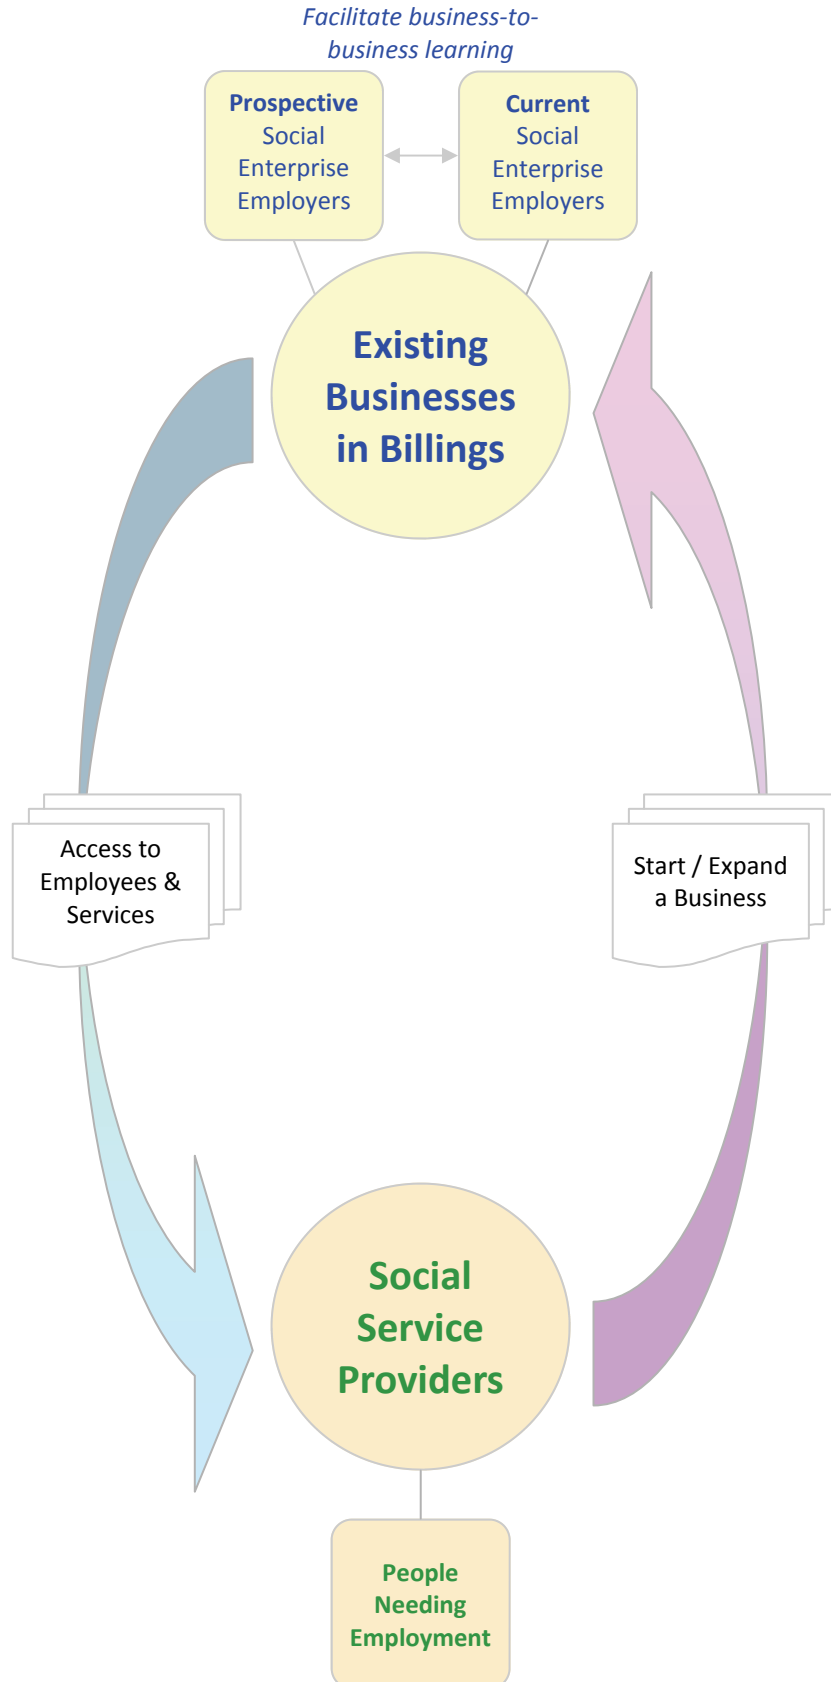 Facilitate business-to-
business learning
Prospective
Social
Enterprise
Employers
Current
Social
Enterprise
Employers
Existing
Businesses
in Billings
Access to
Employees &
Services
Start / Expand
a Business
Social
Service
Providers
People
Needing
Employment